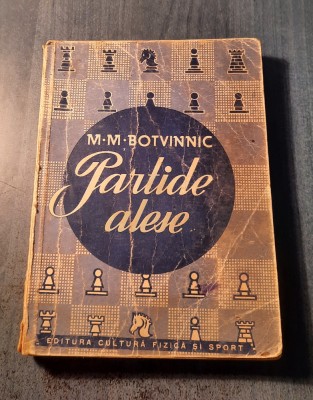 M·M·BOTVINNIC
Partide
alese
EDITURA CULTURĂ FIZICĂ ȘI SPORT